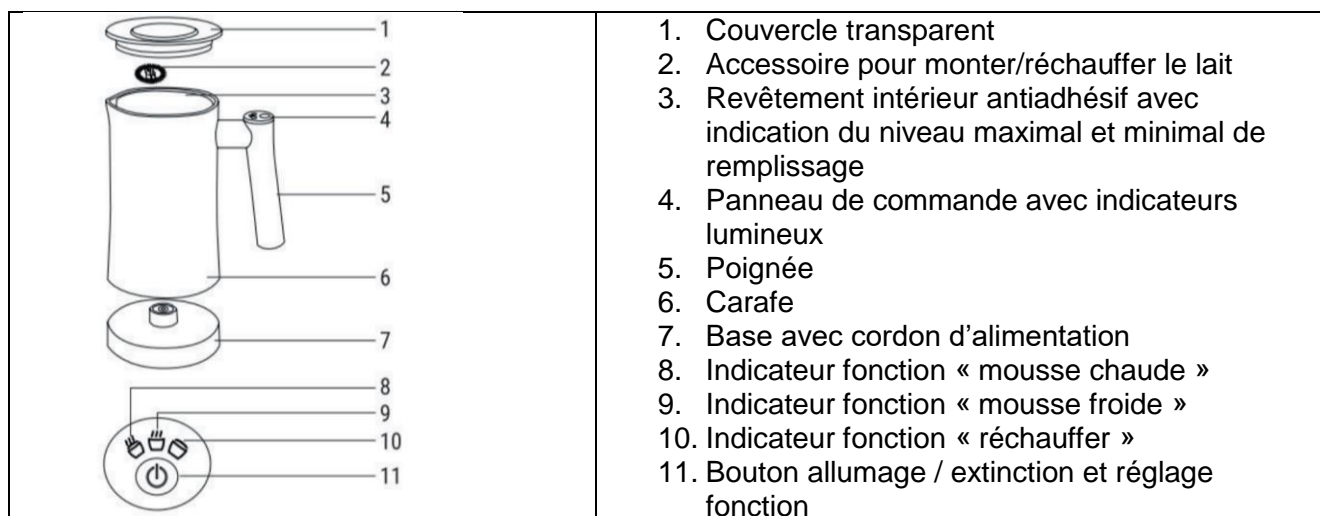 1
2
3
4
5
6
7
8
9
10
11
1. Couvercle transparent
2. Accessoire pour monter/réchauffer le lait
3. Revêtement intérieur antiadhésif avec
indication du niveau maximal et minimal de
remplissage
4. Panneau de commande avec indicateurs
lumineux
5. Poignée
6. Carafe
7. Base avec cordon d’alimentation
8. Indicateur fonction « mousse chaude »
9. Indicateur fonction « mousse froide »
10. Indicateur fonction « réchauffer »
11. Bouton allumage / extinction et réglage
fonction